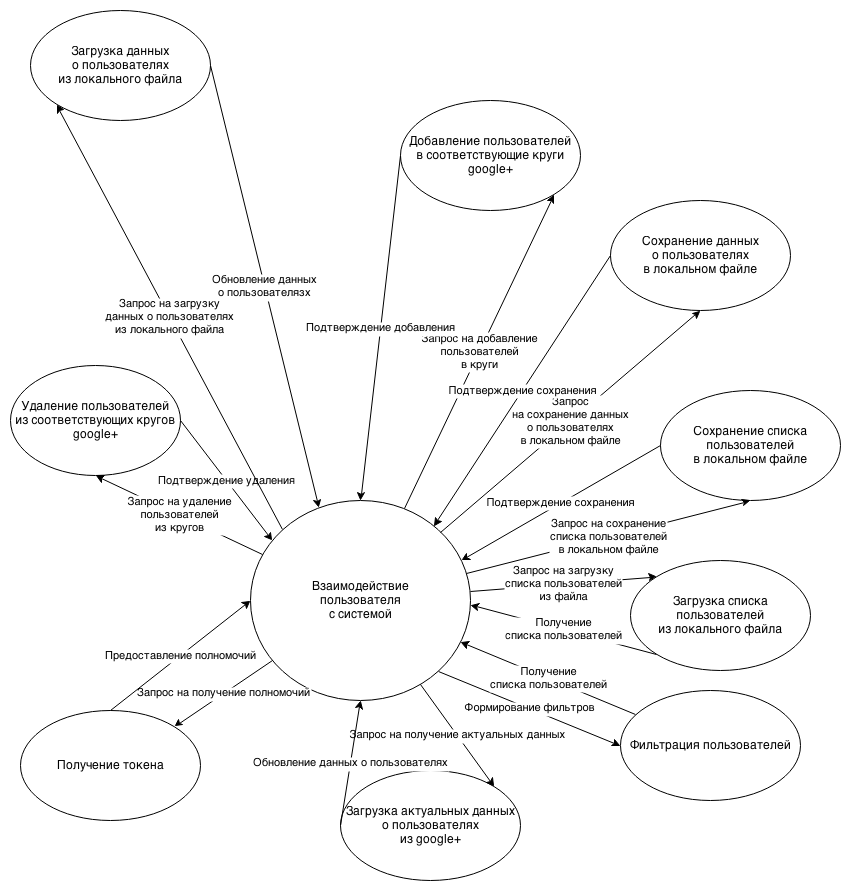 Загрузка данных
о пользователях
из локального файла
Добавление пользователей
в соответствующие круги
google+
Сохранение данных
о пользователях
в локальном файле
Обновление данных
о пользователязх
Запрос на загрузку
данных о пользователях
из локального файла
Подтверждение добавления
Запрос на добавление
пользователей
в круги
Подтверждение сохранения
Запрос
на сохранение данных
о пользователях
в локальном файле
Удаление пользователей
из соответствующих кругов
google+
Сохранение списка
пользователей
в локальном файле
Подтверждение удаления
Запрос на удаление
пользователей
из кругов
Подтверждение сохранения
Запрос на сохранение
списка пользователей
в локальном файле
Взаимодействие
пользователя
с системой
Запрос на загрузку
списка пользователей
из файла
Загрузка списка
пользователей
из локального файла
Получение
списка пользователей
Предоставление полномочий
Запрос на получение полномочий
Получение
списка пользователей
Формирование фильтров
Фильтрация пользователей
Запрос на получение актуальных данных
Обновление данных о пользователях
Получение токена
Загрузка актуальных данных
о пользователях
из google+